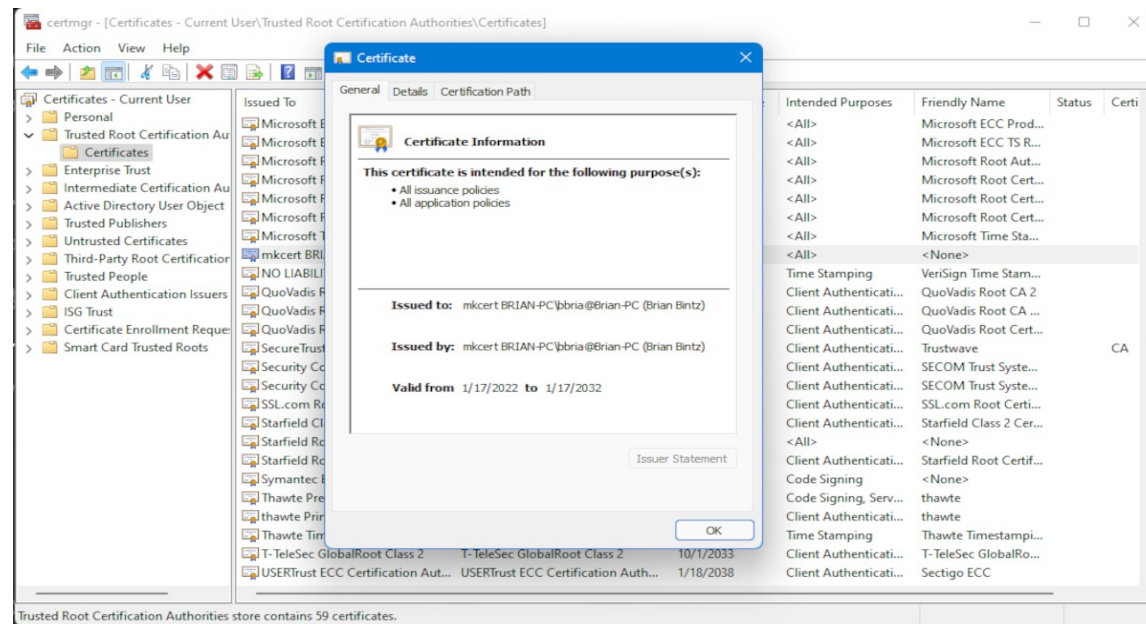 certmgr - [Certificates - Current User\Trusted Root Certification Authorities\Certificates]
File Action View Help
Certificates - Current User
Personal
Trusted Root Certification Au
Certificates
Enterprise Trust
Intermediate Certification Au
Active Directory User Object
Trusted Publishers
Untrusted Certificates
Third-Party Root Certification
Trusted People
Client Authentication Issuers
ISG Trust
Certificate Enrollment Reque
Smart Card Trusted Roots
Certificate
General Details Certification Path
Certificate Information
This certificate is intended for the following purpose(s):
• All issuance policies
• All application policies
Issued to: mkcert BRIAN-PC\bbria@Brian-PC (Brian Bintz)
Issued by: mkcert BRIAN-PC\bbria@Brian-PC (Brian Bintz)
Valid from 1/17/2022 to 1/17/2032
Issuer Statement
OK
Issued To Intended Purposes Friendly Name Status Certi
Microsoft E <All> Microsoft ECC Prod...
Microsoft E <All> Microsoft ECC TS R...
Microsoft <All> Microsoft Root Aut...
Microsoft <All> Microsoft Root Cert...
Microsoft <All> Microsoft Root Cert...
Microsoft <All> Microsoft Root Cert...
Microsoft T <All> Microsoft Time Sta...
mkcert BRI <All> <None>
NO LIABILI Time Stamping VeriSign Time Stam...
QuoVadis R Client Authenticati... QuoVadis Root CA 2
QuoVadis R Client Authenticati... QuoVadis Root CA ...
QuoVadis R Client Authenticati... QuoVadis Root Cert...
SecureTrust Client Authenticati... Trustwave CA
Security Co Client Authenticati... SECOM Trust Syste...
Security Co Client Authenticati... SECOM Trust Syste...
SSL.com Ro Client Authenticati... SSL.com Root Certi...
Starfield Cl Client Authenticati... Starfield Class 2 Cer...
Starfield Ro <All> <None>
Starfield Ro Client Authenticati... Starfield Root Certif...
Symantec E Code Signing <None>
Thawte Pre Code Signing, Serv... thawte
thawte Prin Client Authenticati... thawte
Thawte Tim Time Stamping Thawte Timestampi...
T-TeleSec GlobalRoot Class 2 T-TeleSec GlobalRoot Class 2 10/1/2033 Client Authenticati... T-TeleSec GlobalRo...
USERTrust ECC Certification Aut... USERTrust ECC Certification Auth... 1/18/2038 Client Authenticati... Sectigo ECC
Trusted Root Certification Authorities store contains 59 certificates.